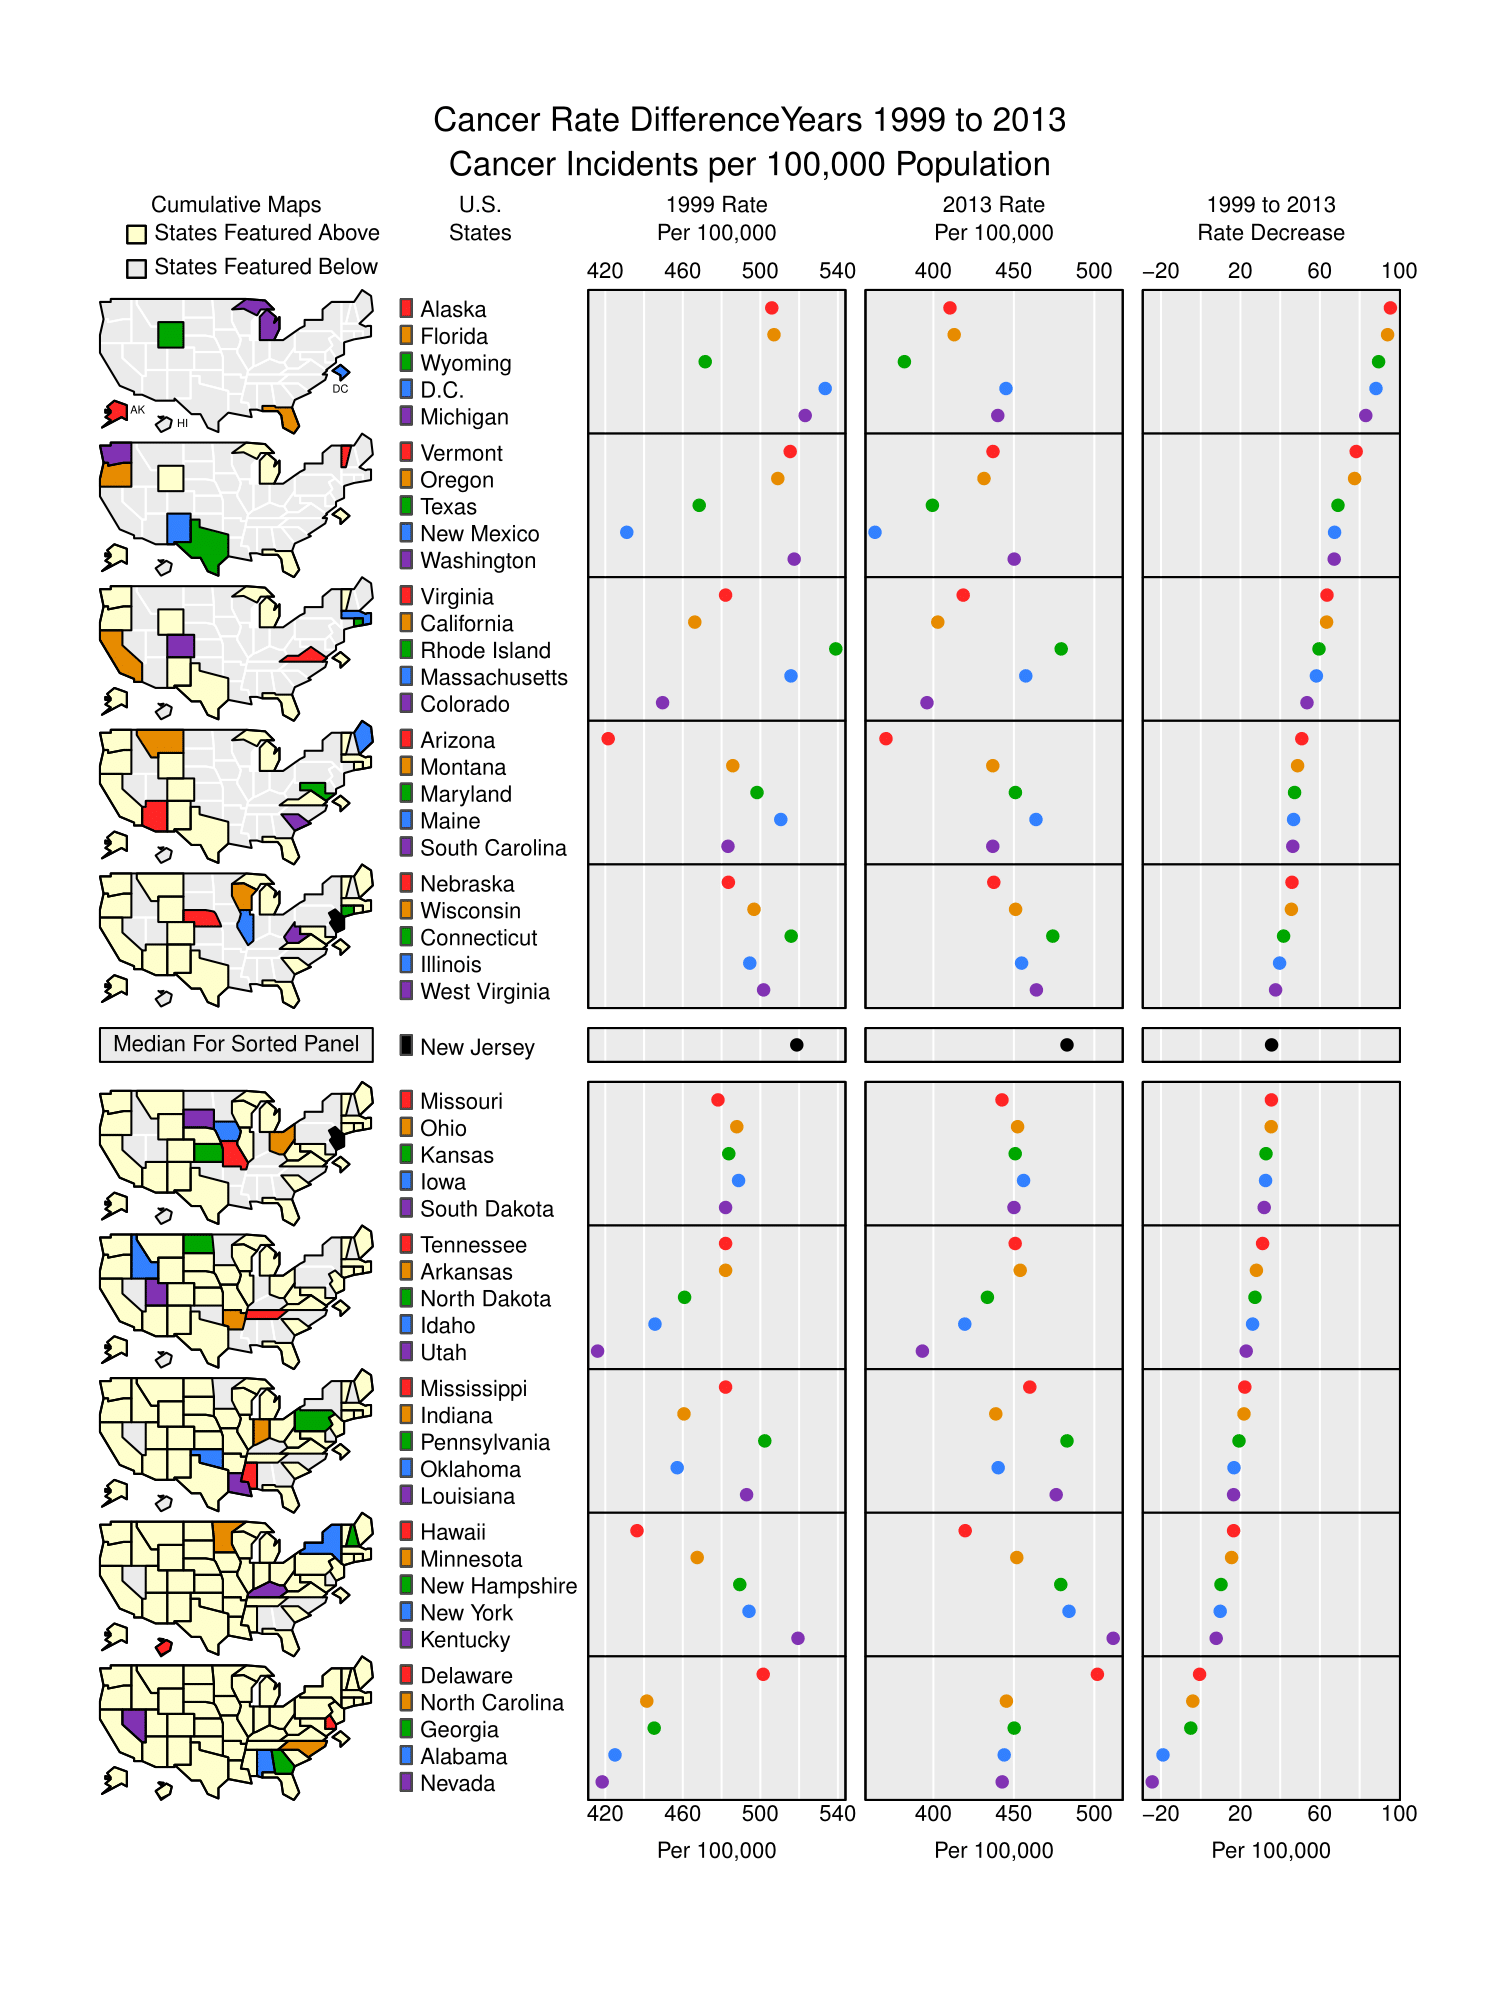 Cancer Rate DifferenceYears 1999 to 2013
Cancer Incidents per 100,000 Population
Cumulative Maps U.S. 1999 Rate 2013 Rate 1999 to 2013
States Featured Above States Per 100,000 Per 100,000 Rate Decrease
States Featured Below
420 460 500 540 400 450 500 −20 20 60 100
Alaska
Florida
Wyoming
D.C.
DC
Michigan
AK
HI
Vermont
Oregon
Texas
New Mexico
Washington
Virginia
California
Rhode Island
Massachusetts
Colorado
Arizona
Montana
Maryland
Maine
South Carolina
Nebraska
Wisconsin
Connecticut
Illinois
West Virginia
Median For Sorted Panel New Jersey
Missouri
Ohio
Kansas
Iowa
South Dakota
Tennessee
Arkansas
North Dakota
Idaho
Utah
Mississippi
Indiana
Pennsylvania
Oklahoma
Louisiana
Hawaii
Minnesota
New Hampshire
New York
Kentucky
Delaware
North Carolina
Georgia
Alabama
Nevada
420 460 500 540 400 450 500 −20 20 60 100
Per 100,000 Per 100,000 Per 100,000